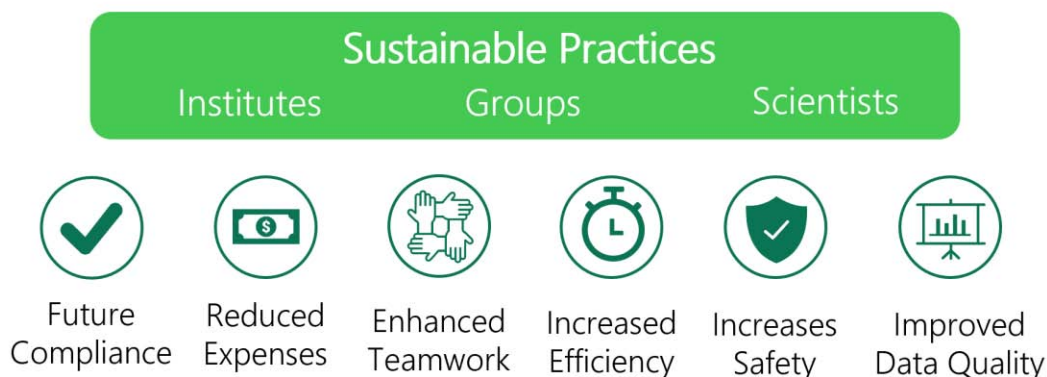 Sustainable Practices
Institutes Groups Scientists
$
Future Compliance
Reduced Expenses
Enhanced Teamwork
Increased Efficiency
Increases Safety
Improved Data Quality